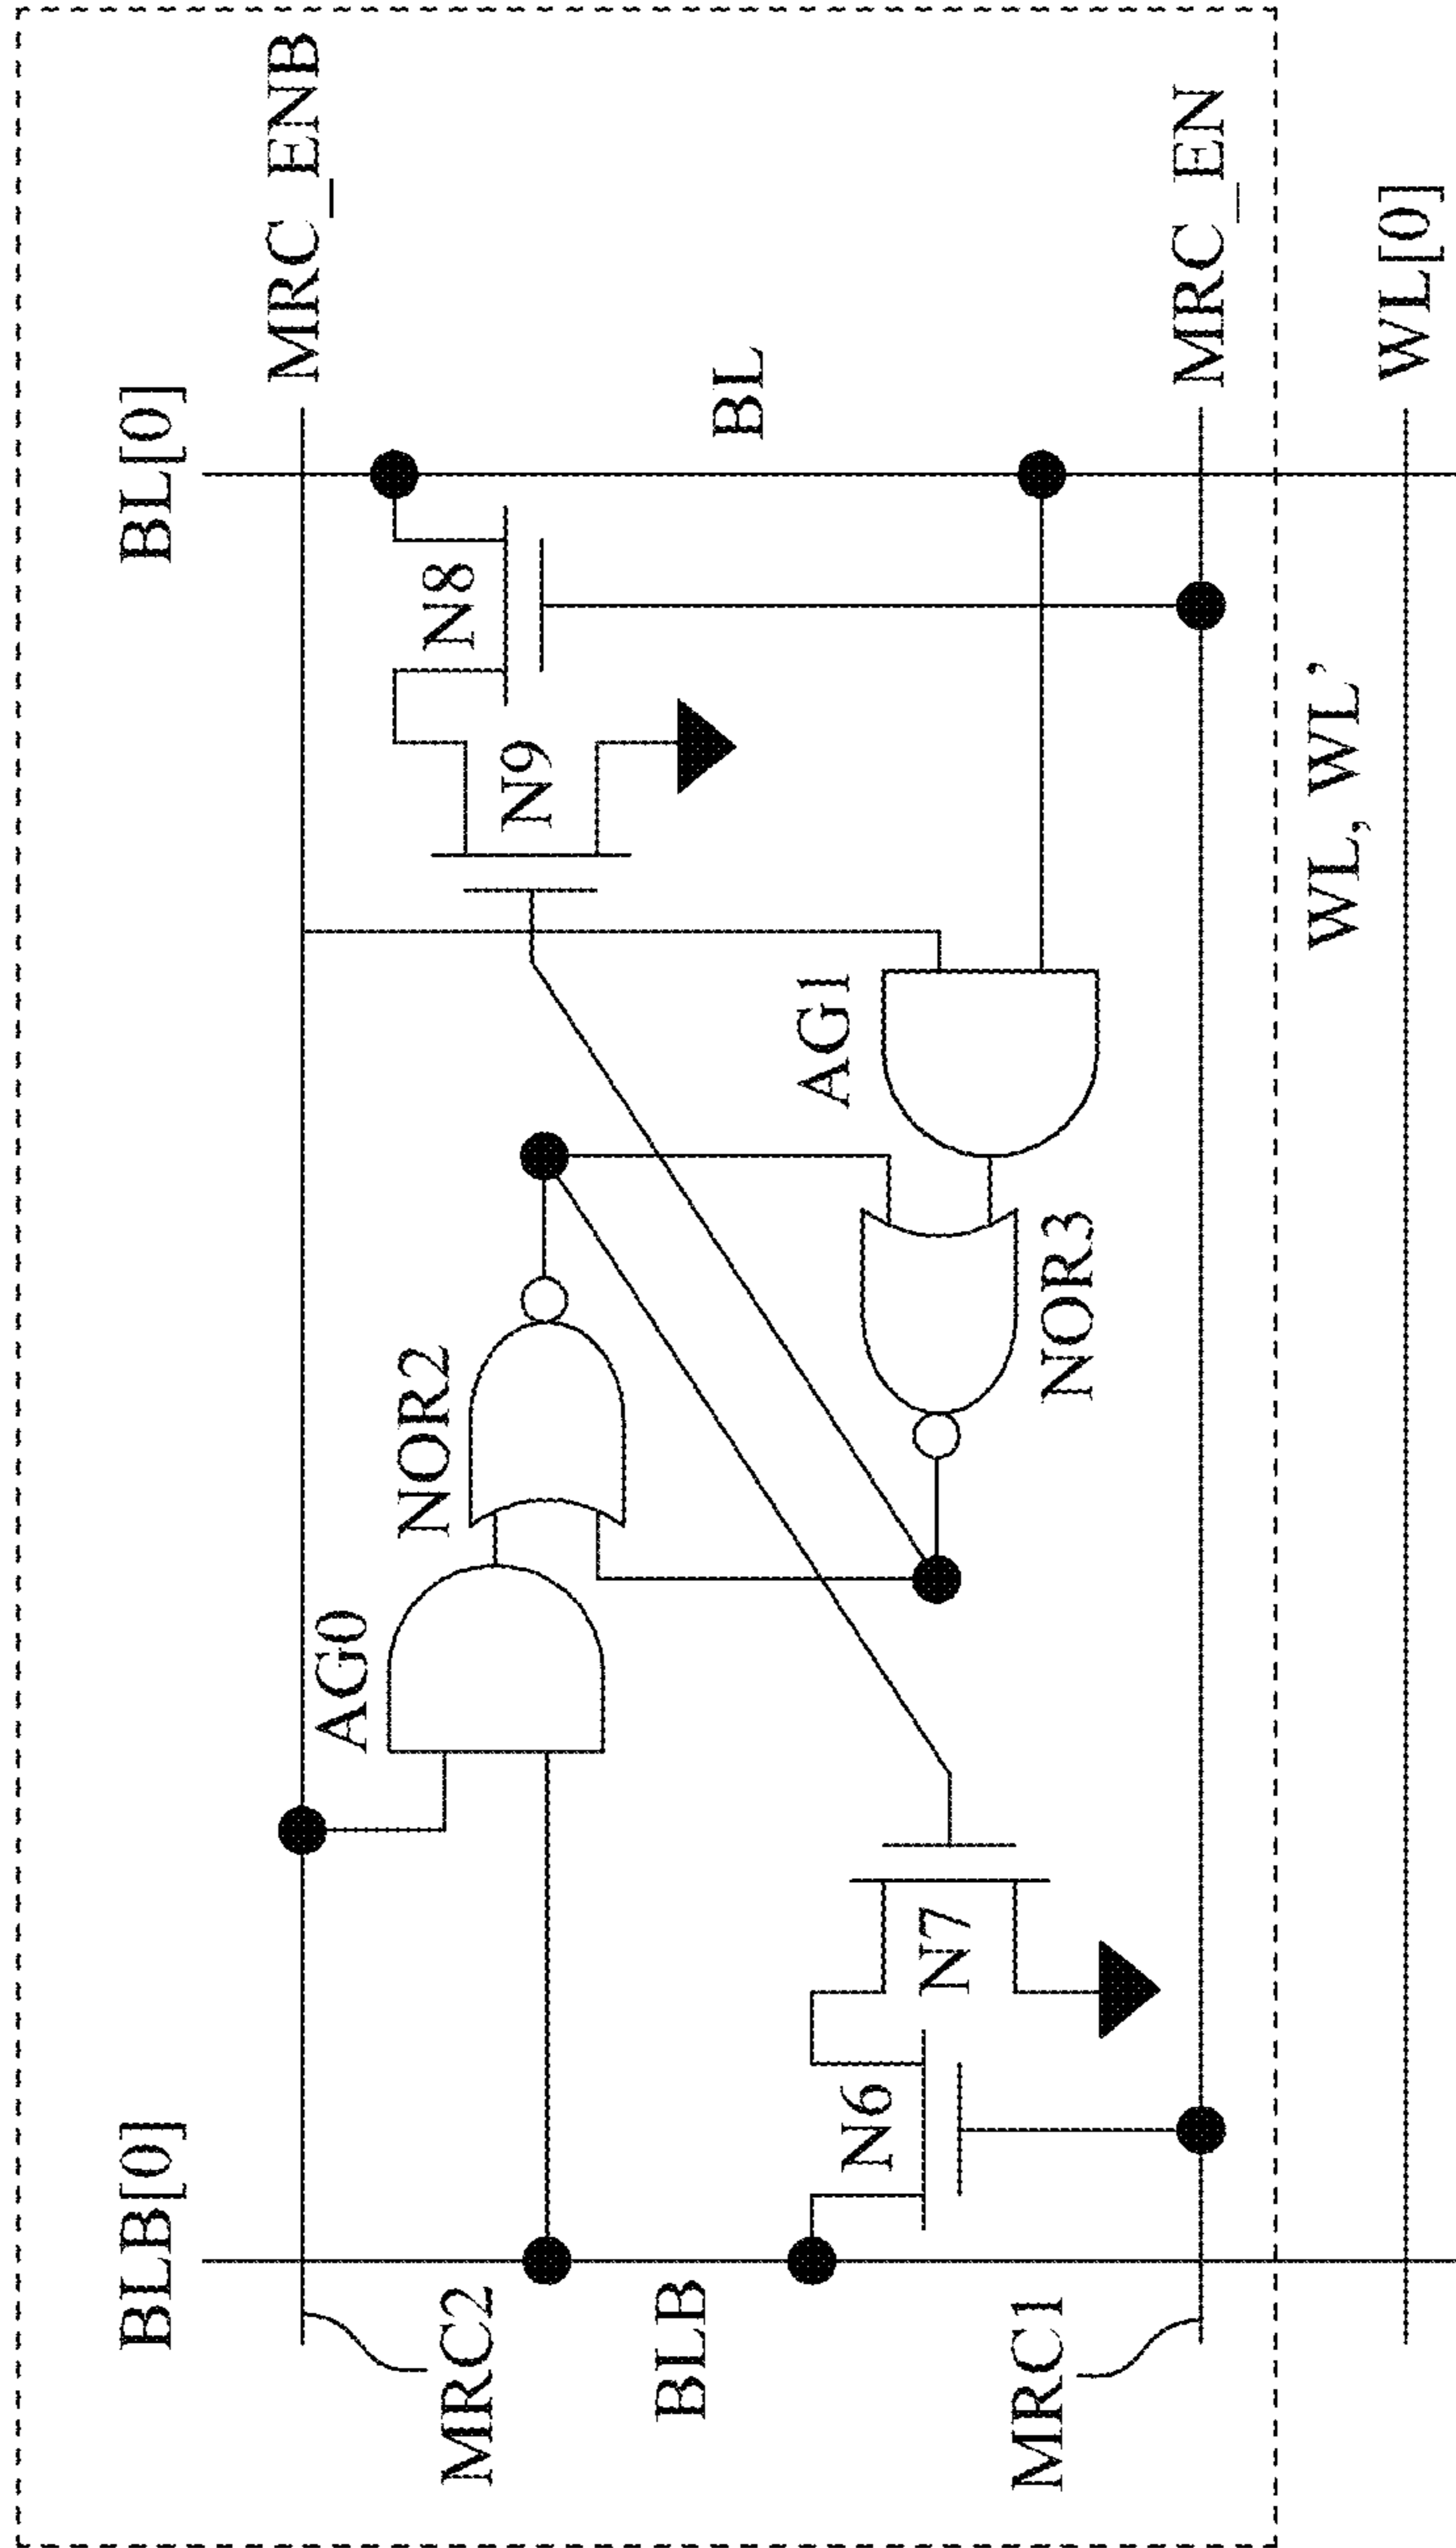 BLB[0]
BL[0]
MRC_ENB
AG0
NOR2
N8
MRC2
N9
BLB
BL
AG1
N6
N7
MRC1
NOR3
MRC_EN
WL, WL’
WL[0]